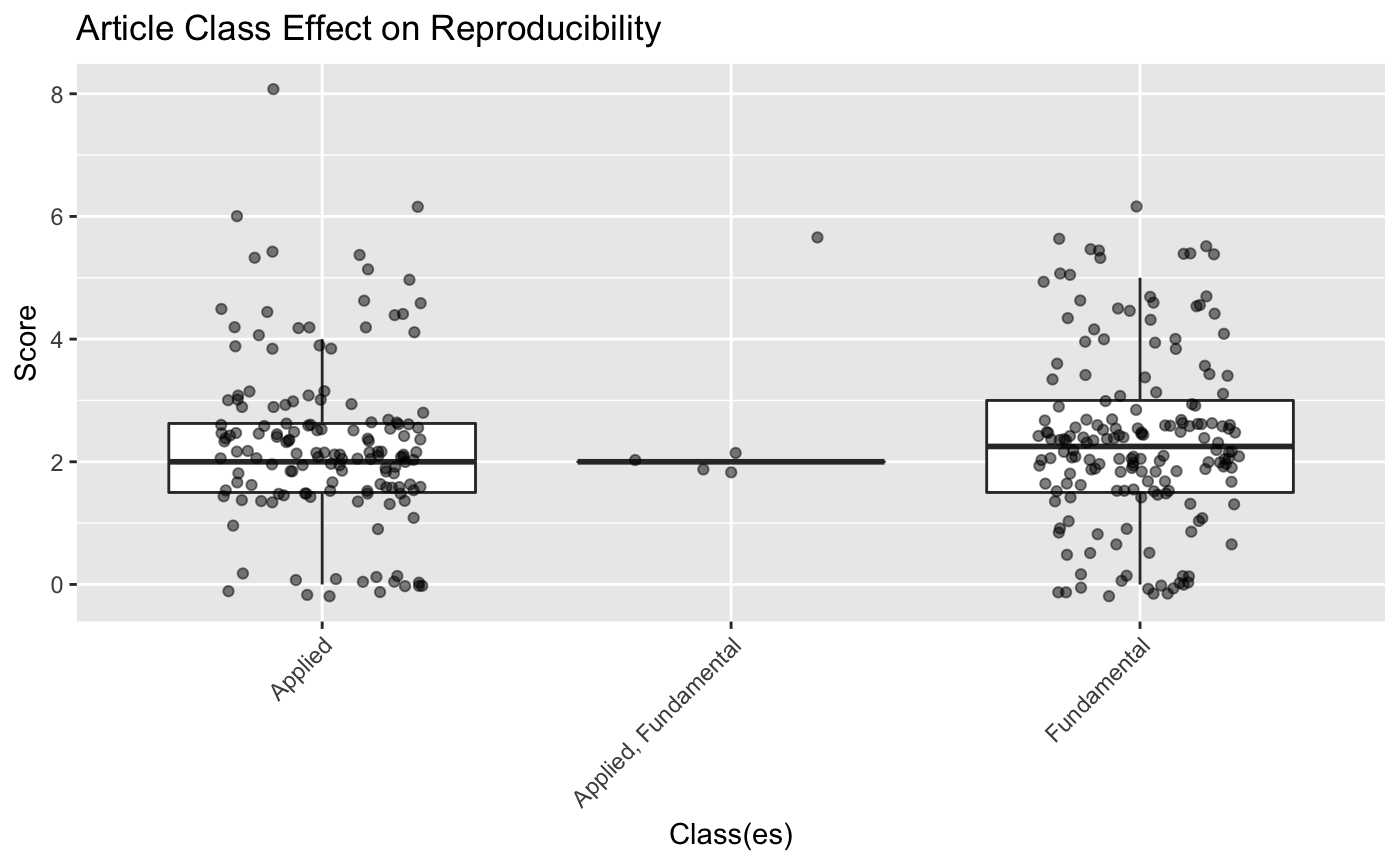 Article Class Effect on Reproducibility
8
6
4
2
0
Score
Applied
Applied, Fundamental
Fundamental
Class(es)